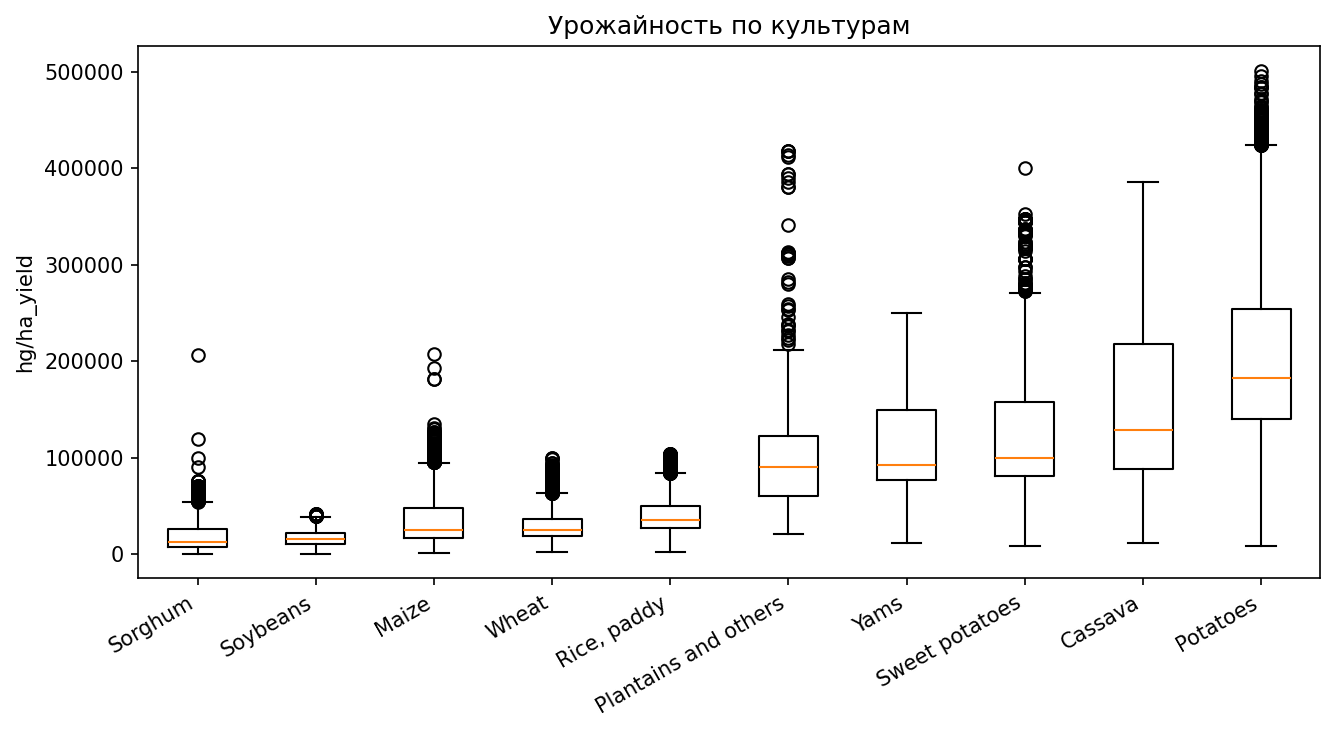 Урожайность по культурам
hg/ha_yield
500000
400000
300000
200000
100000
0
Sorghum
Soybeans
Maize
Wheat
Rice, paddy
Plantains and others
Yams
Sweet potatoes
Cassava
Potatoes